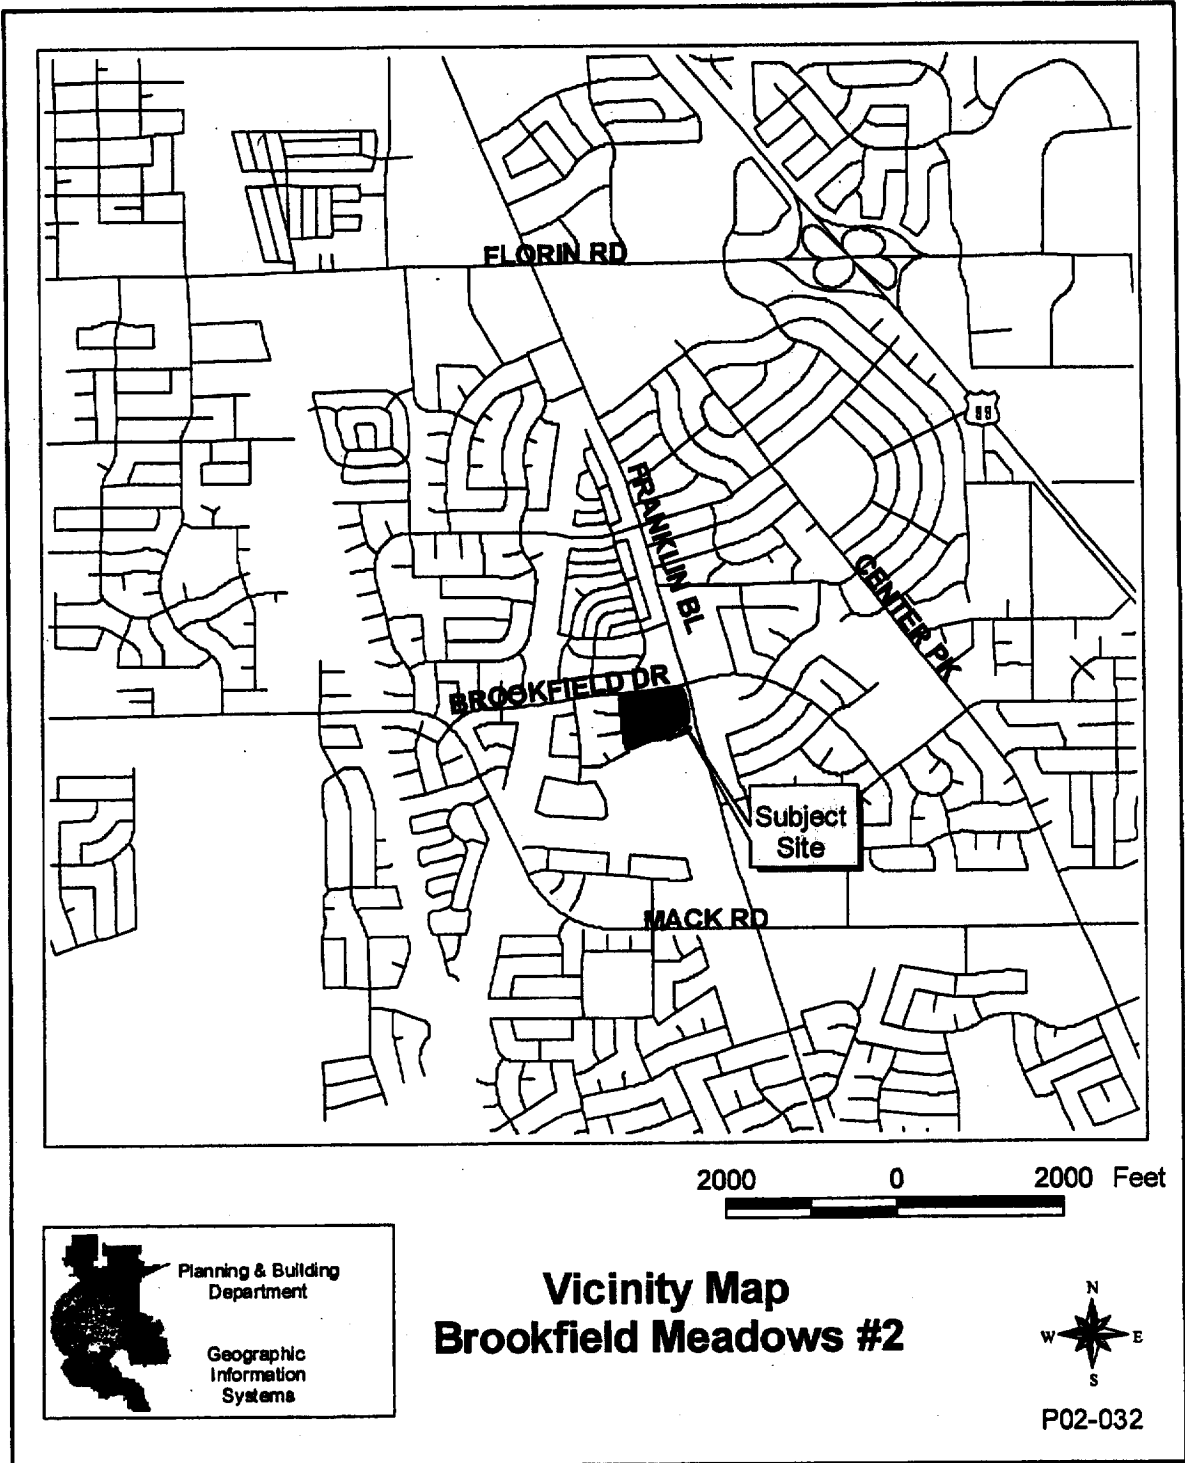 FLORIN RD
99
FRANKLIN BL
CENTER PK
BROOKFIELD DR
Subject
Site
MACK RD
2000 0 2000 Feet
Planning & Building
Department
Geographic
Information
Systems
Vicinity Map
Brookfield Meadows #2
N
W E
S
P02-032